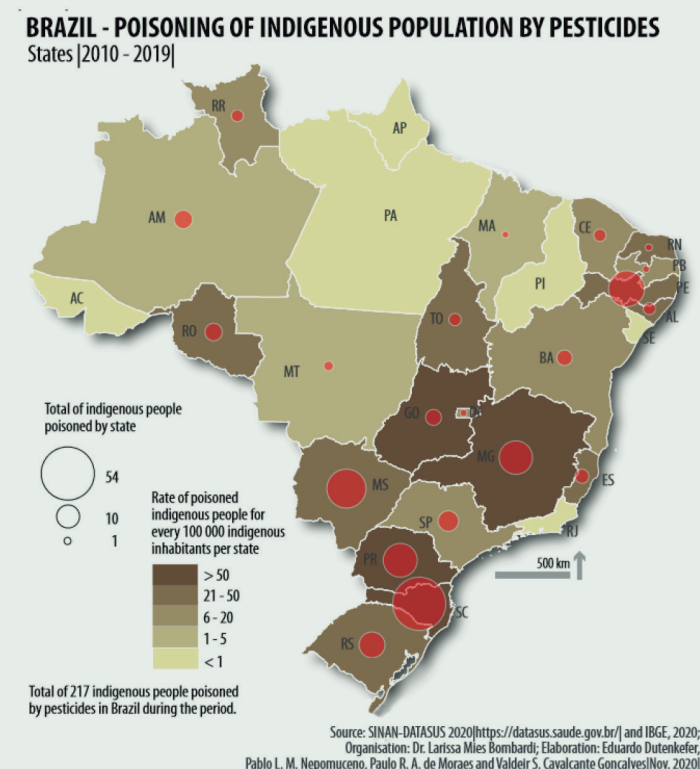 BRAZIL - POISONING OF INDIGENOUS POPULATION BY PESTICIDES
States |2010 - 2019|
RR
AP
AM
PA
MA
CE
RN
PB
PE
AL
SE
PI
AC
RO
TO
BA
MT
GO
DF
MG
ES
MS
SP
RJ
PR
SC
RS
Total of indigenous people
poisoned by state
54
10
1
Rate of poisoned
indigenous people for
every 100 000 indigenous
inhabitants per state
> 50
21 - 50
6 - 20
1 - 5
< 1
500 km
Total of 217 indigenous people poisoned
by pesticides in Brazil during the period.
Source: SINAN-DATASUS 2020|https://datasus.saude.gov.br/| and IBGE, 2020;
Organisation: Dr. Larissa Mies Bombardi; Elaboration: Eduardo Dutenkefer,
Pablo L. M. Nepomuceno, Paulo R. A. de Moraes and Valdeir S. Cavalcante Gonçalves|Nov. 2020|